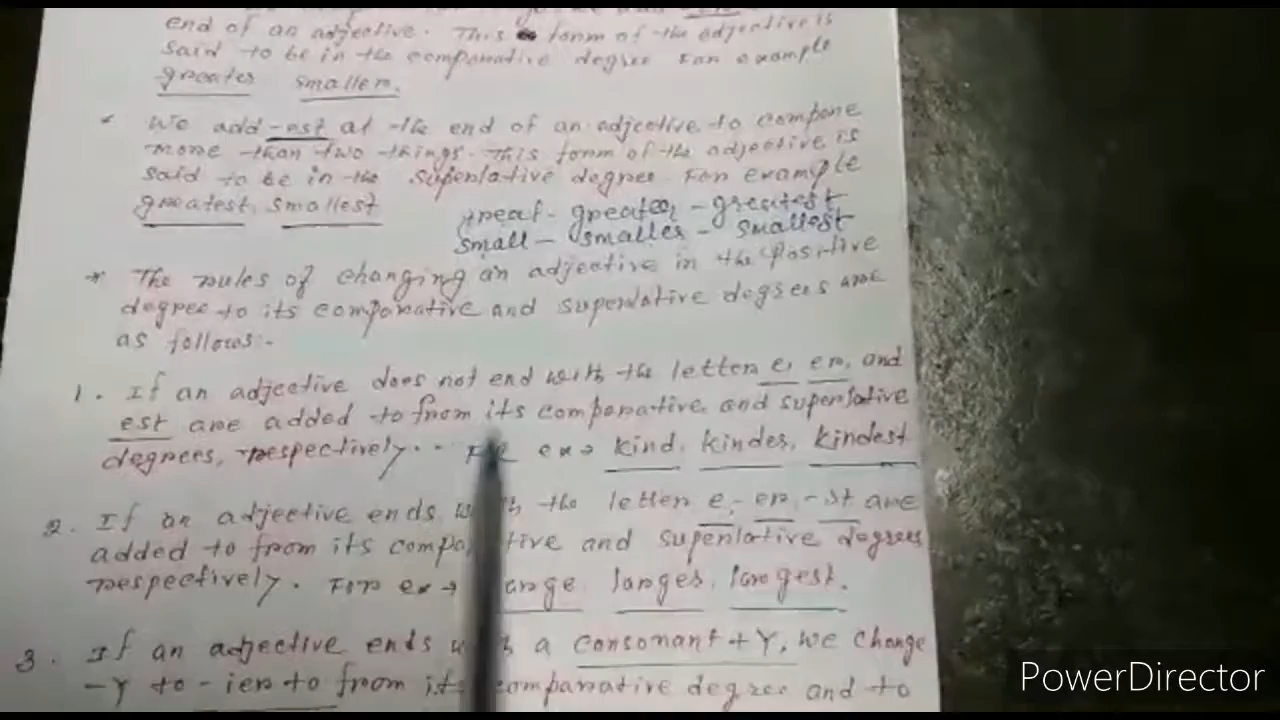 end of an adjective. This form of the adjective is
said to be in the comparative degree For example
greater smaller.
We add -est at the end of an adjective to compare
more than two things. This form of the adjective is
said to be in the superlative degree. For example
greatest, smallest
great - greater - greatest
small - smaller - smallest
* The rules of changing an adjective in the positive
degree to its comparative and superlative degrees are
as follows:-
1. If an adjective does not end with the letter e, er, and
est are added to from its comparative and superlative
degrees, respectively. ex → kind, kinder, kindest
2. If an adjective ends the letter e, er, -st are
added to from its and superlative degrees
respectively. For ex → larger, largest.
3. If an adjective ends a consonant + Y, we change
-Y to -ier to from its comparative degree and to
PowerDirector